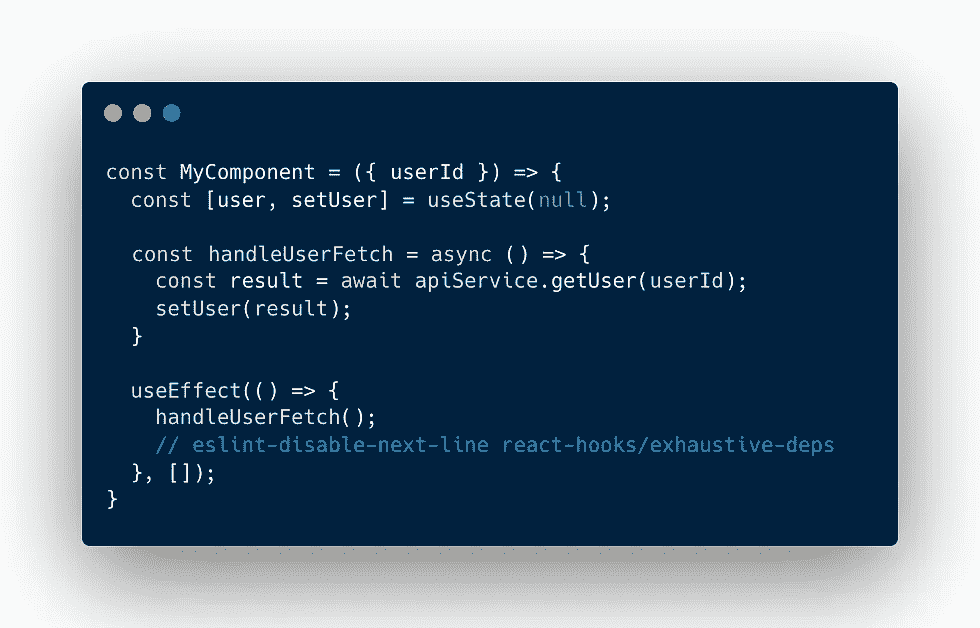 const MyComponent = ({ userId }) => {
  const [user, setUser] = useState(null);

  const handleUserFetch = async () => {
    const result = await apiService.getUser(userId);
    setUser(result);
  }

  useEffect(() => {
    handleUserFetch();
    // eslint-disable-next-line react-hooks/exhaustive-deps
  }, []);
}